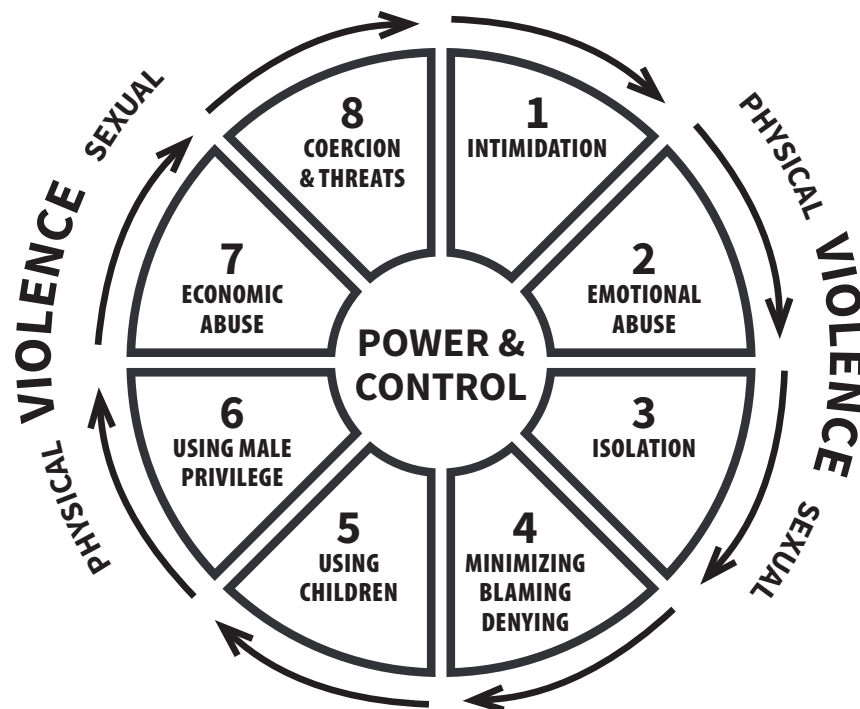 POWER &
CONTROL
1
INTIMIDATION
2
EMOTIONAL
ABUSE
3
ISOLATION
4
MINIMIZING
BLAMING
DENYING
5
USING
CHILDREN
6
USING MALE
PRIVILEGE
7
ECONOMIC
ABUSE
8
COERCION
& THREATS
PHYSICAL VIOLENCE SEXUAL
PHYSICAL VIOLENCE SEXUAL